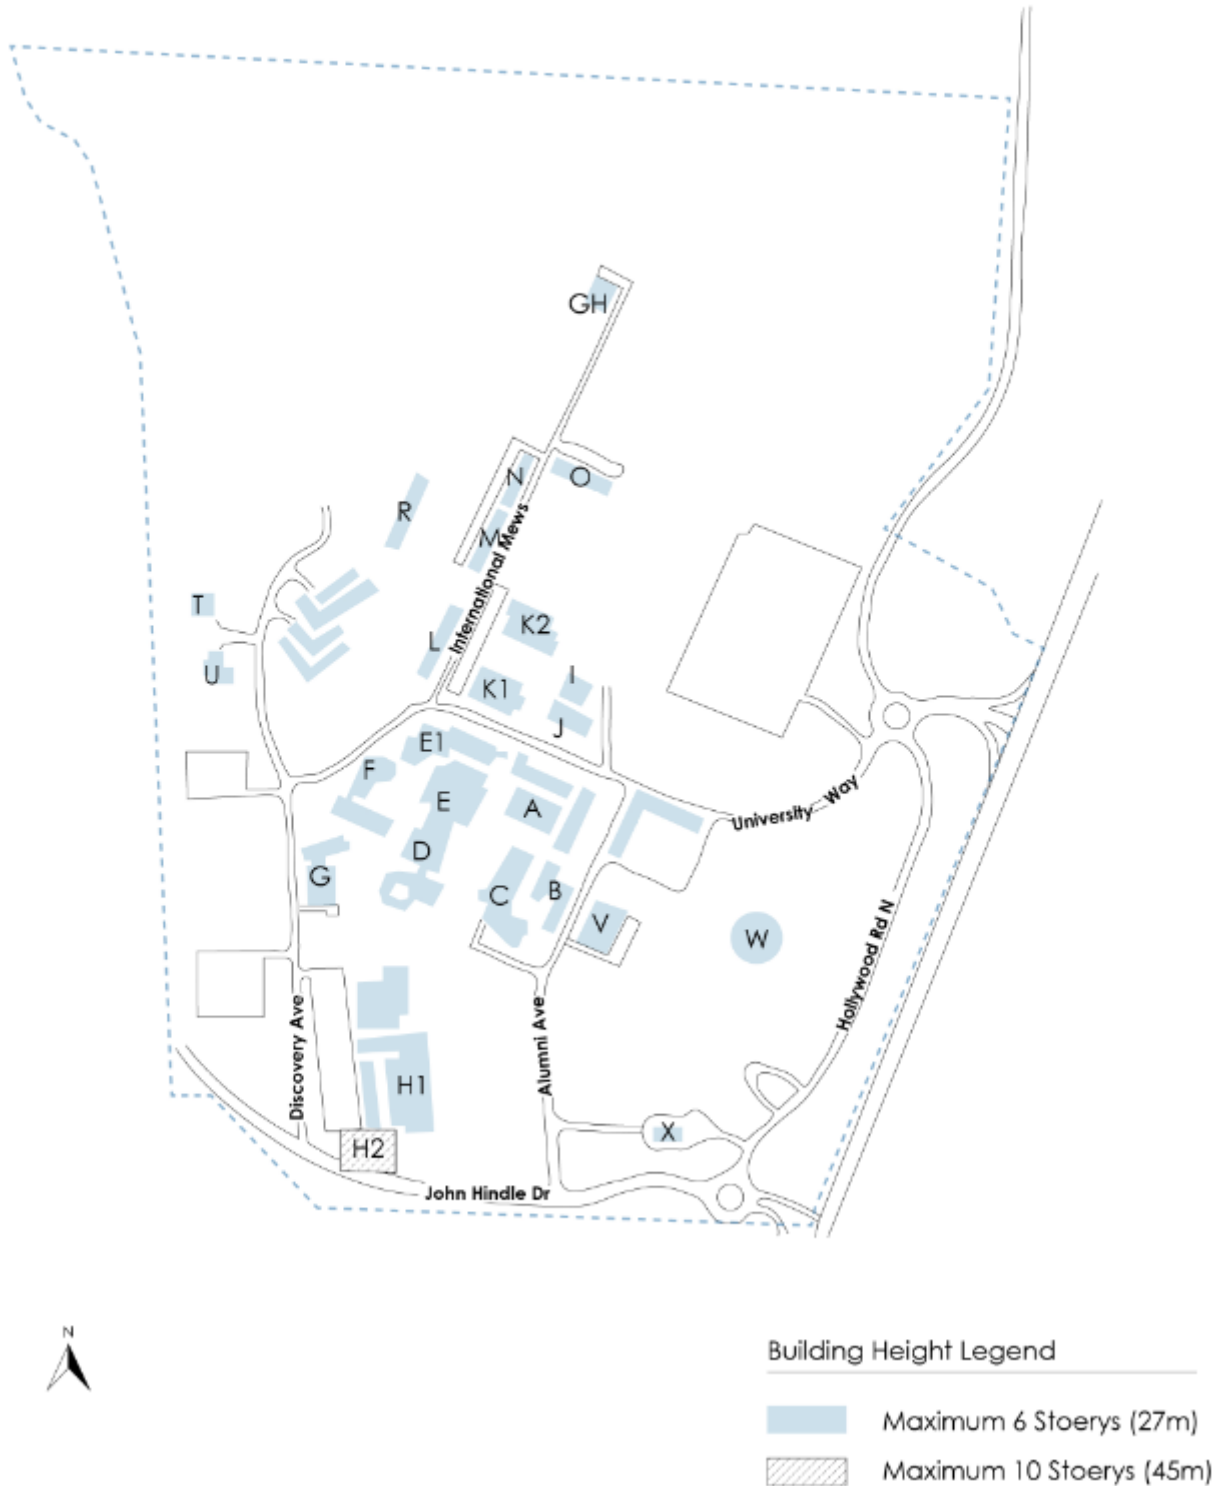 GH
N
O
R
M
International Mews
T
K2
L
U
I
K1
J
E1
F
E
A
University Way
D
G
C
B
V
W
Hollywood Rd N
Discovery Ave
Alumni Ave
H1
X
H2
John Hindle Dr
N
Building Height Legend
Maximum 6 Stoerys (27m)
Maximum 10 Stoerys (45m)